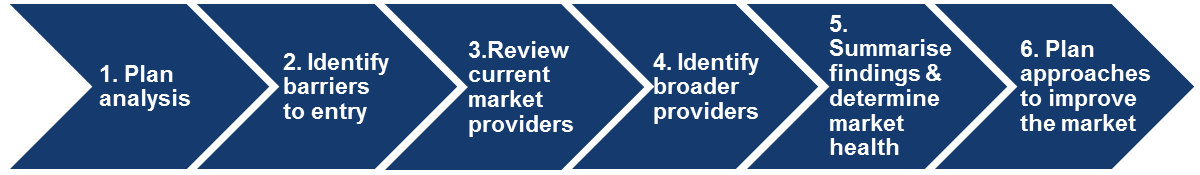 1. Plan
analysis
2. Identify
barriers
to entry
3.Review
current
market
providers
4. Identify
broader
providers
5.
Summarise
findings &
determine
market
health
6. Plan
approaches
to improve
the market